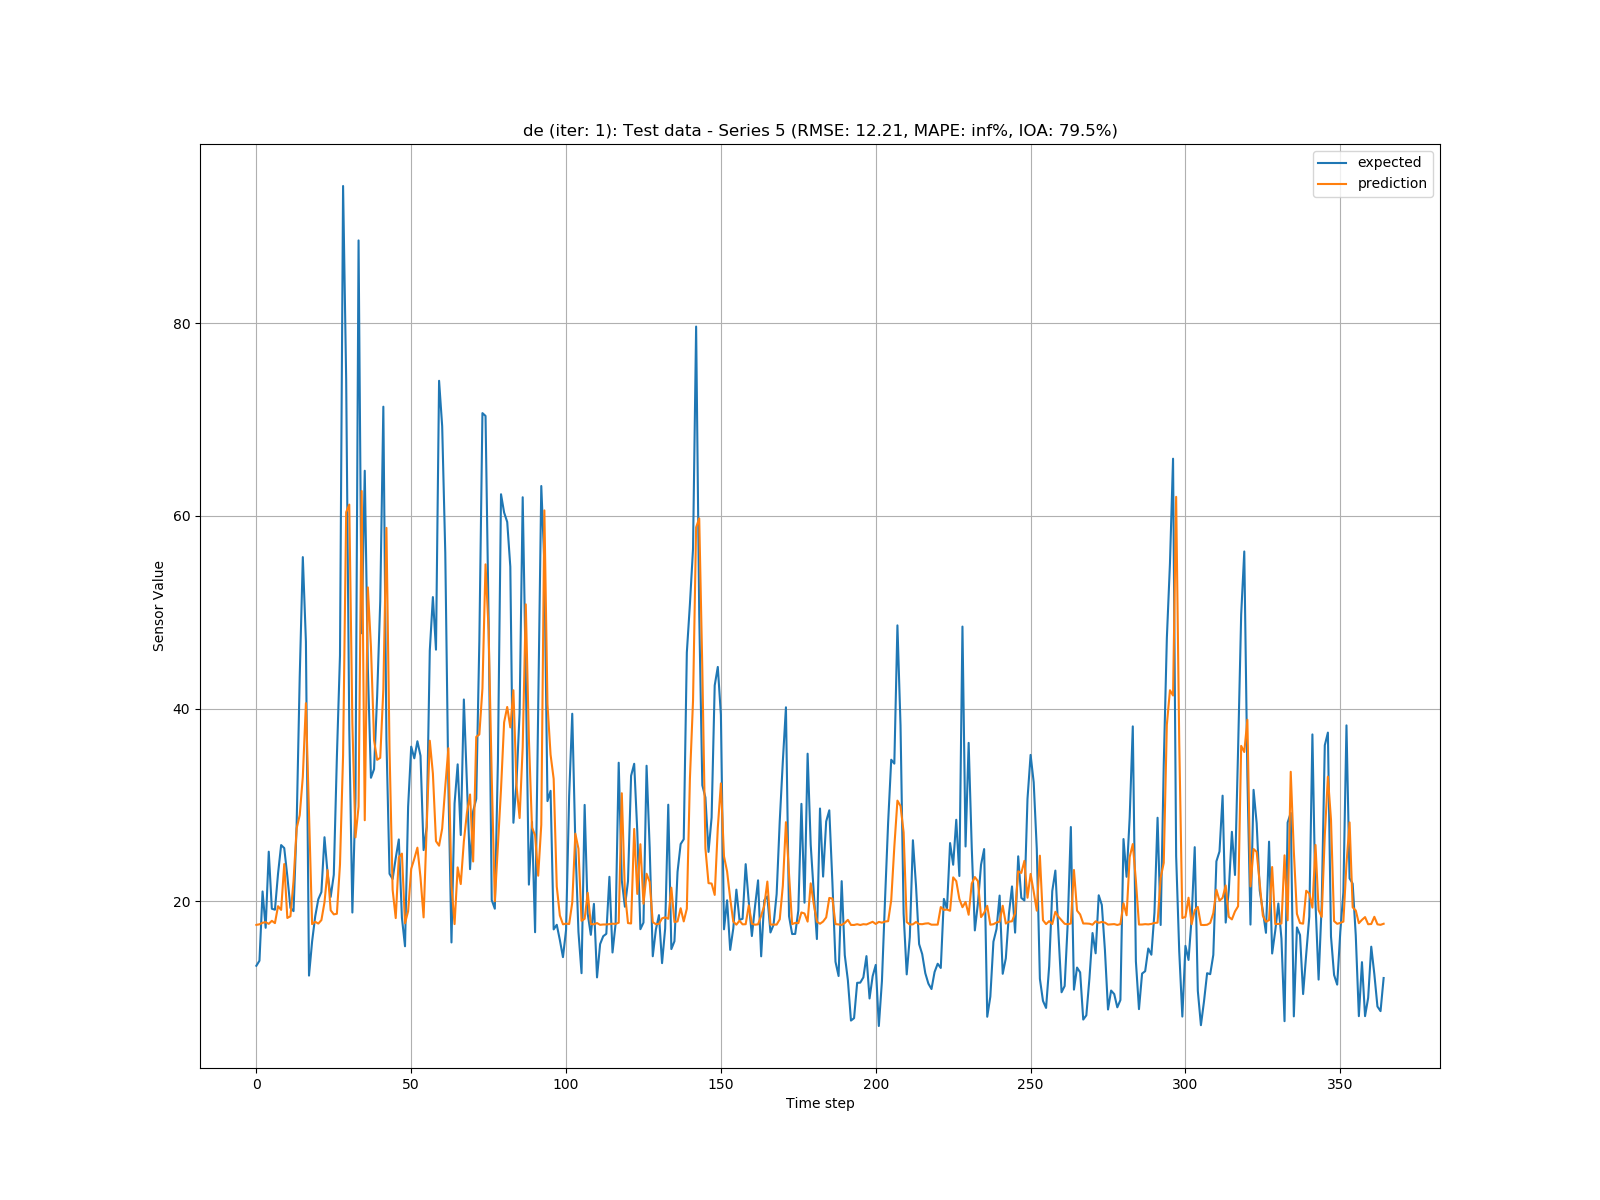 de (iter: 1): Test data - Series 5 (RMSE: 12.21, MAPE: inf%, IOA: 79.5%)
expected
prediction
80
60
40
20
Sensor Value
0 50 100 150 200 250 300 350
Time step